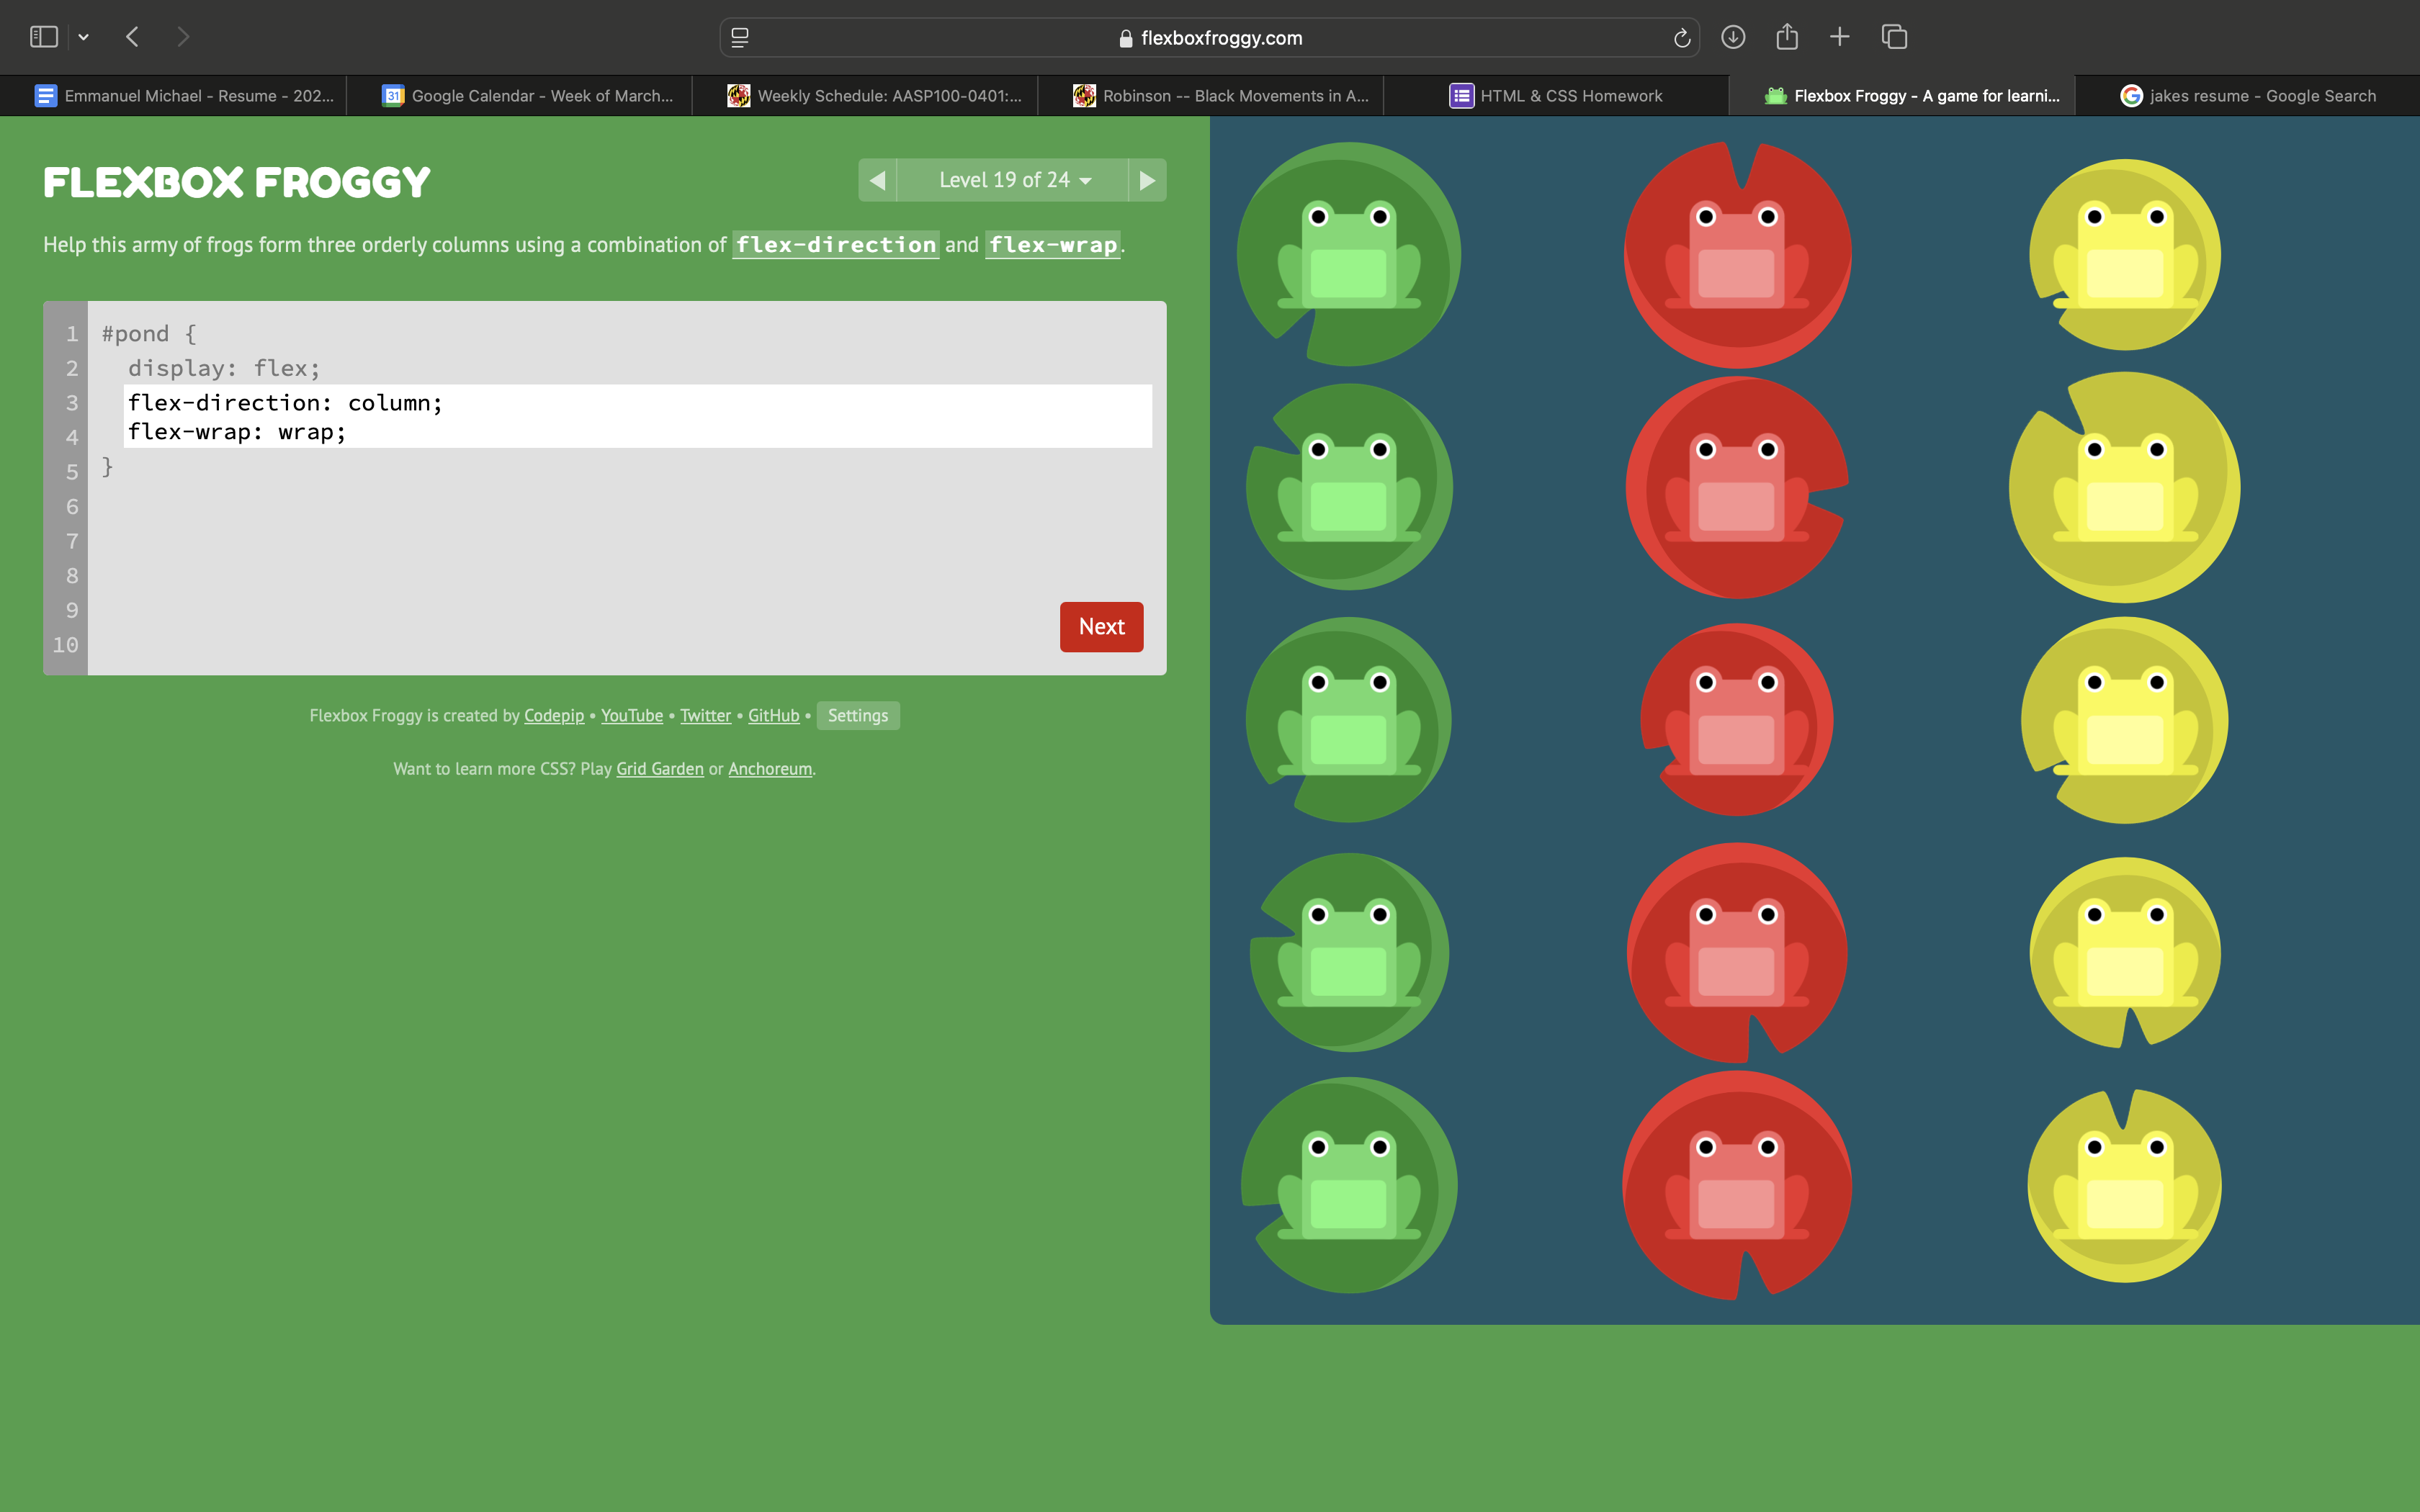 flexboxfroggy.com
Emmanuel Michael - Resume - 202...
31 Google Calendar - Week of March...
Weekly Schedule: AASP100-0401:...
Robinson -- Black Movements in A...
HTML & CSS Homework
Flexbox Froggy - A game for learni...
jakes resume - Google Search
FLEXBOX FROGGY
Level 19 of 24
Help this army of frogs form three orderly columns using a combination of flex-direction and flex-wrap.
1 #pond {
2 display: flex;
3 flex-direction: column;
4 flex-wrap: wrap;
5 }
6
7
8
9
10
Next
Flexbox Froggy is created by Codepip • YouTube • Twitter • GitHub • Settings
Want to learn more CSS? Play Grid Garden or Anchoreum.